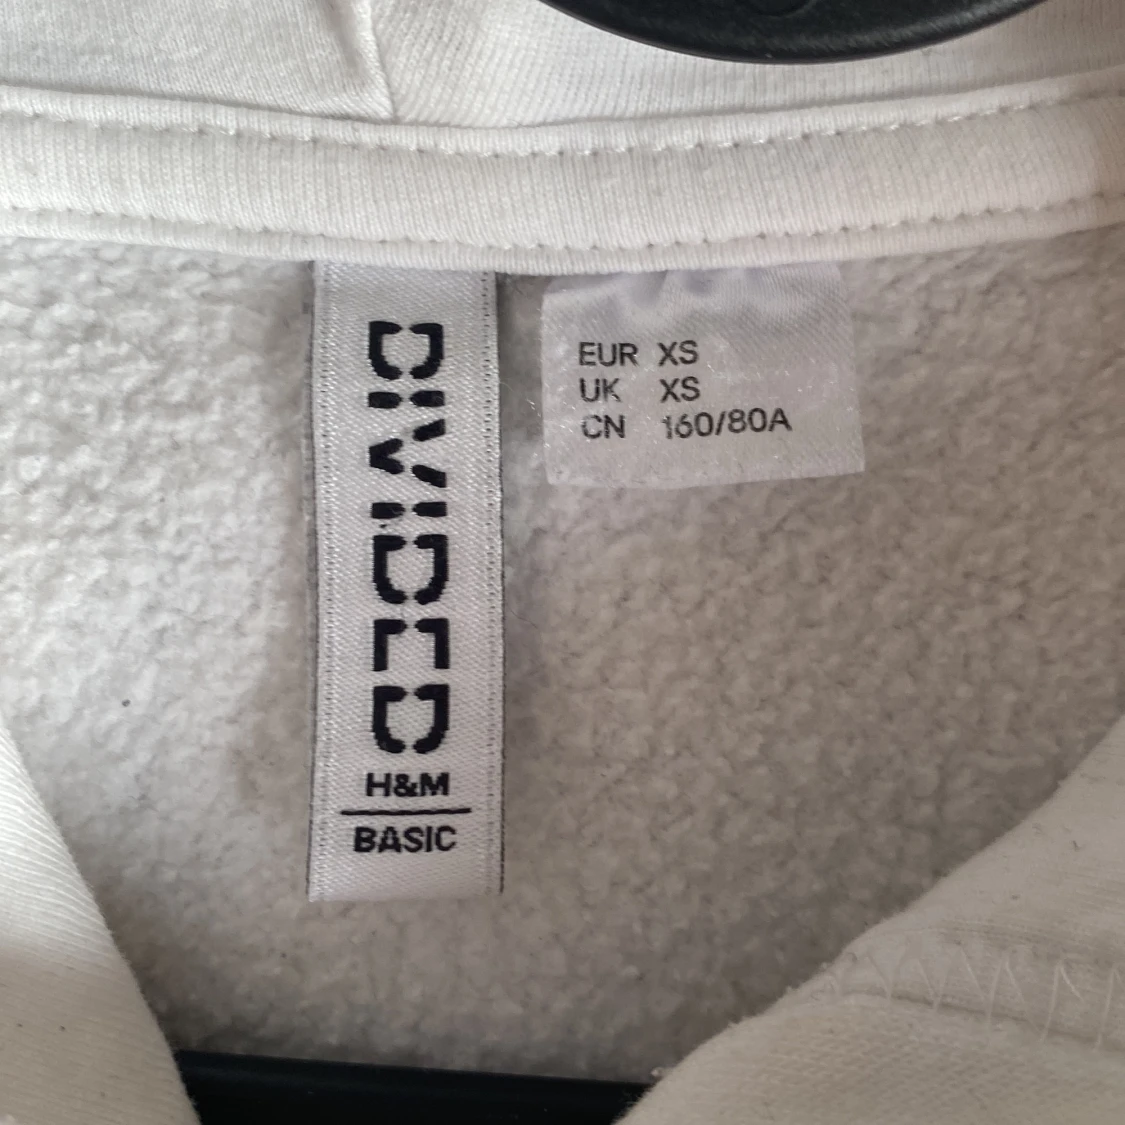 DIVIDED
H&M
BASIC
EUR XS
UK XS
CN 160/80A